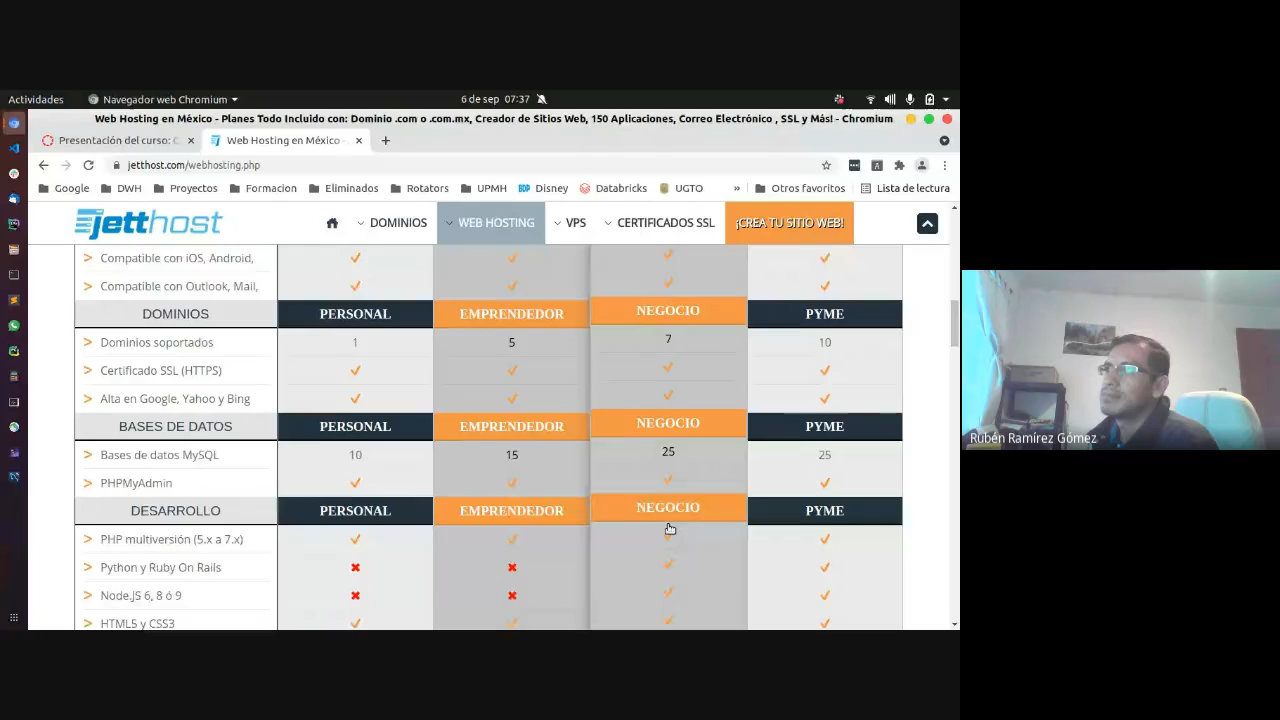 Actividades
Navegador web Chromium
6 de sep 07:37
Web Hosting en México - Planes Todo Incluido con: Dominio .com o .com.mx, Creador de Sitios Web, 150 Aplicaciones, Correo Electrónico , SSL y Más! - Chromium
Presentación del curso: C
Web Hosting en México -
jetthost.com/webhosting.php
Google DWH Proyectos Formacion Eliminados Rotators UPMH Disney Databricks UGTO » Otros favoritos Lista de lectura
jetthost
DOMINIOS WEB HOSTING VPS CERTIFICADOS SSL ¡CREA TU SITIO WEB!
Compatible con iOS, Android,
Compatible con Outlook, Mail,
DOMINIOS PERSONAL EMPRENDEDOR NEGOCIO PYME
Dominios soportados 1 5 7 10
Certificado SSL (HTTPS)
Alta en Google, Yahoo y Bing
BASES DE DATOS PERSONAL EMPRENDEDOR NEGOCIO PYME
Bases de datos MySQL 10 15 25 25
PHPMyAdmin
DESARROLLO PERSONAL EMPRENDEDOR NEGOCIO PYME
PHP multiversión (5.x a 7.x)
Python y Ruby On Rails
Node.JS 6, 8 ó 9
HTML5 y CSS3
Rubén Ramírez Gómez